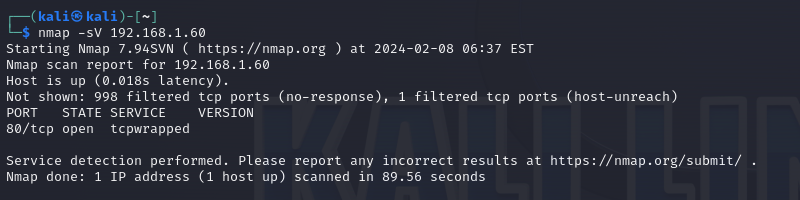 ┌──(kali㉿kali)-[~]
└─$ nmap -sV 192.168.1.60
Starting Nmap 7.94SVN ( https://nmap.org ) at 2024-02-08 06:37 EST
Nmap scan report for 192.168.1.60
Host is up (0.018s latency).
Not shown: 998 filtered tcp ports (no-response), 1 filtered tcp ports (host-unreach)
PORT   STATE SERVICE    VERSION
80/tcp open  tcpwrapped

Service detection performed. Please report any incorrect results at https://nmap.org/submit/ .
Nmap done: 1 IP address (1 host up) scanned in 89.56 seconds
KALI LIN